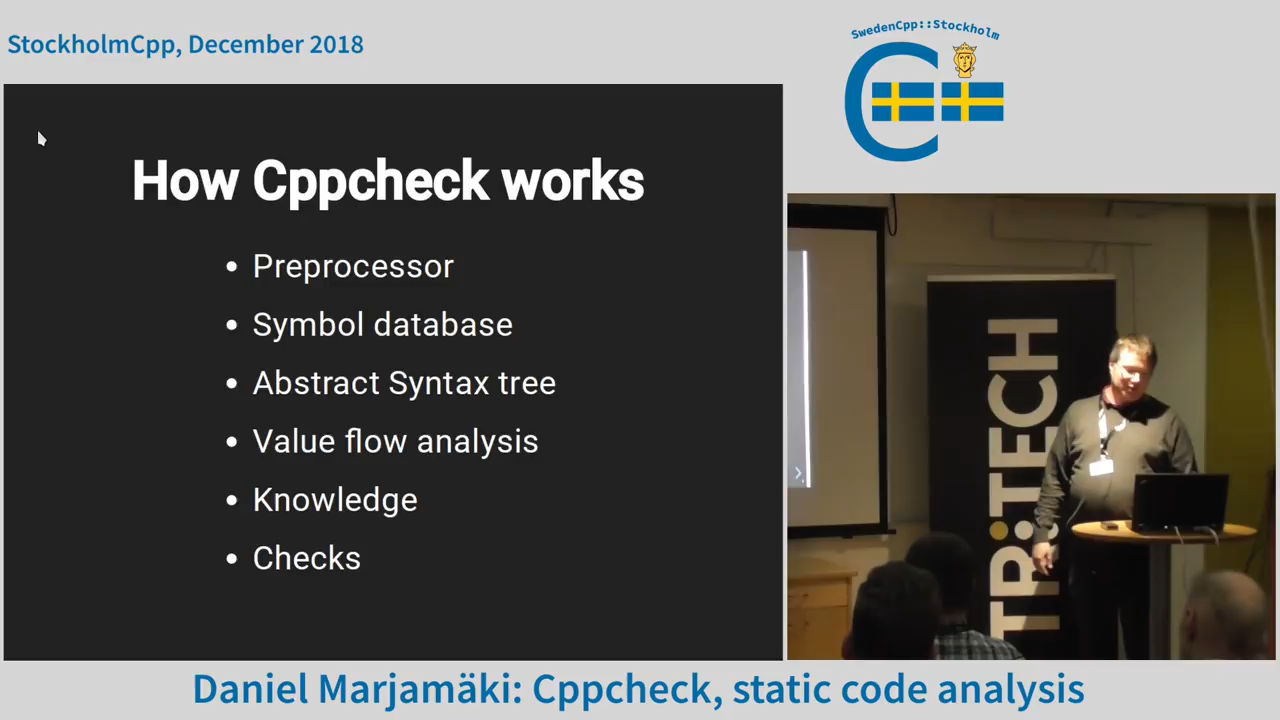 StockholmCpp, December 2018
SwedenCpp::Stockholm
How Cppcheck works
• Preprocessor
• Symbol database
• Abstract Syntax tree
• Value flow analysis
• Knowledge
• Checks
TR:TECH
Daniel Marjamäki: Cppcheck, static code analysis